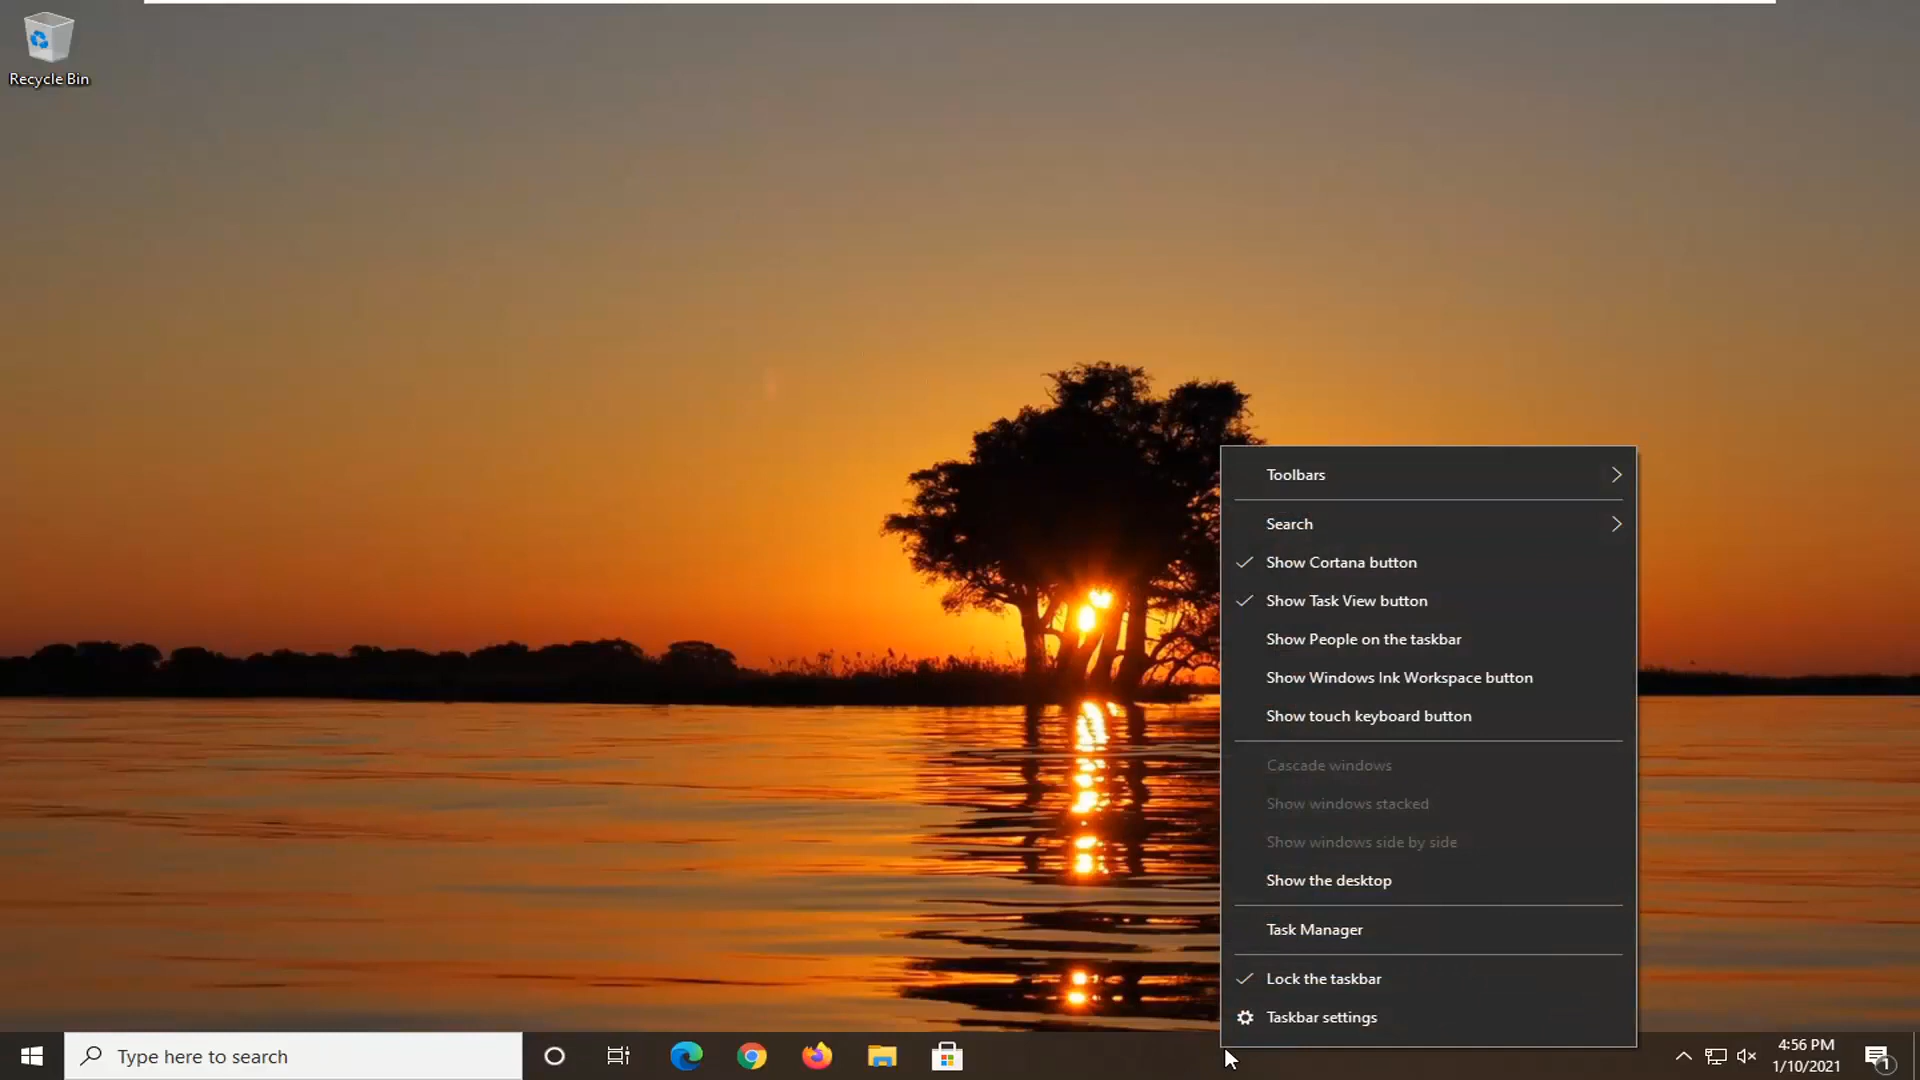 Recycle Bin
Toolbars
Search
Show Cortana button
Show Task View button
Show People on the taskbar
Show Windows Ink Workspace button
Show touch keyboard button
Cascade windows
Show windows stacked
Show windows side by side
Show the desktop
Task Manager
Lock the taskbar
Taskbar settings
Type here to search
4:56 PM
1/10/2021
1